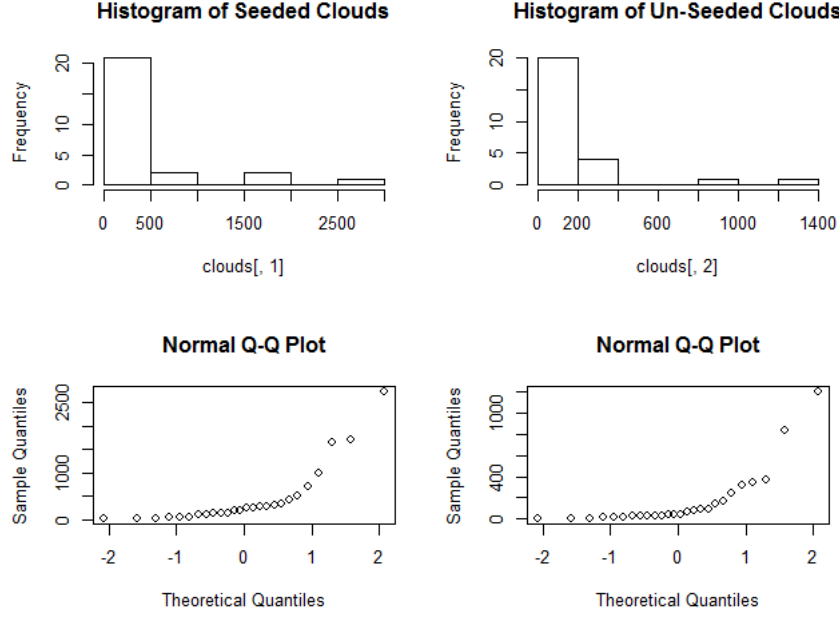 Histogram of Seeded Clouds
Frequency
0 5 10 20
0 500 1500 2500
clouds[, 1]
Histogram of Un-Seeded Clouds
Frequency
0 5 10 20
0 200 600 1000 1400
clouds[, 2]
Normal Q-Q Plot
Sample Quantiles
0 1000 2500
-2 -1 0 1 2
Theoretical Quantiles
Normal Q-Q Plot
Sample Quantiles
0 400 1000
-2 -1 0 1 2
Theoretical Quantiles